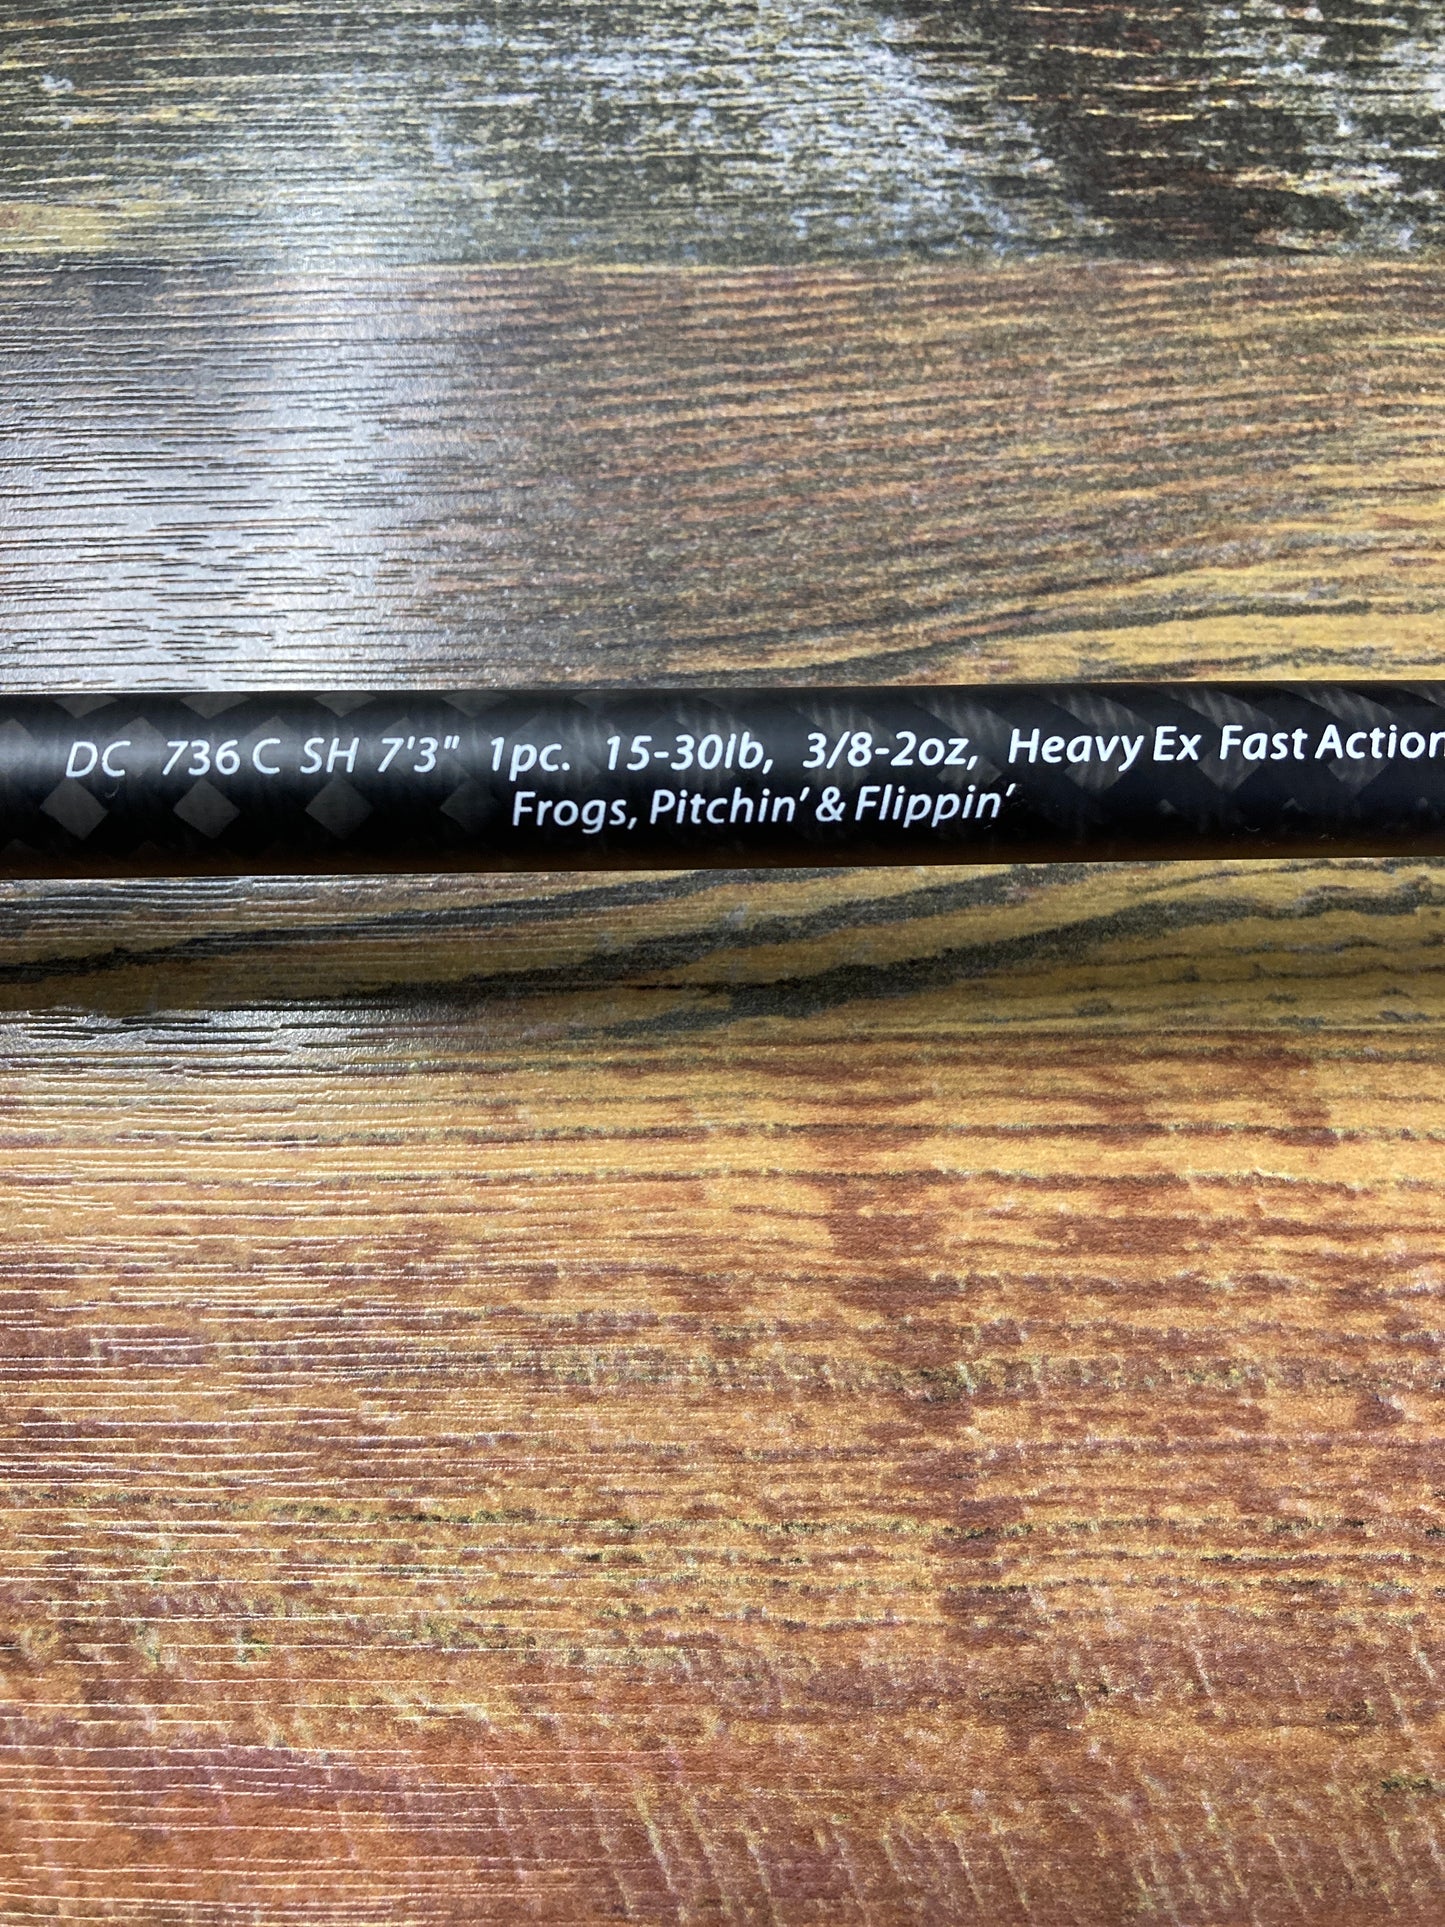 DC 736 C SH 7'3" 1pc. 15-30lb, 3/8-2oz, Heavy Ex Fast Action
Frogs, Pitchin' & Flippin'